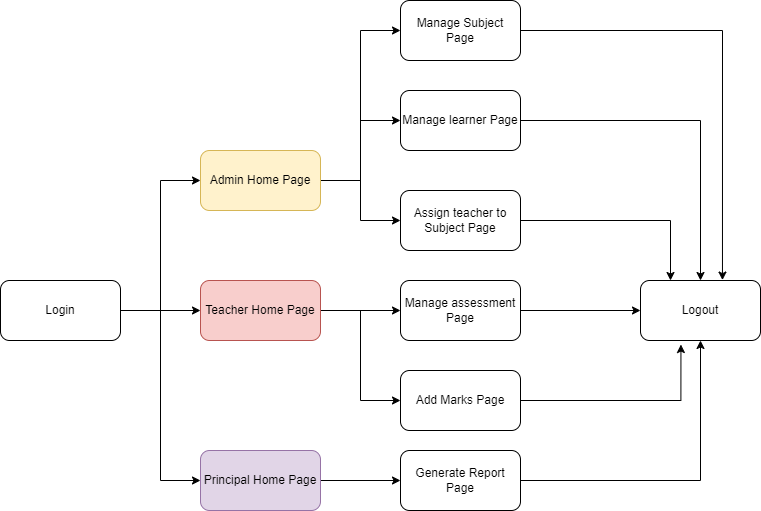 Manage Subject
Page
Manage learner Page
Admin Home Page
Assign teacher to
Subject Page
Login
Teacher Home Page
Manage assessment
Page
Logout
Add Marks Page
Principal Home Page
Generate Report
Page